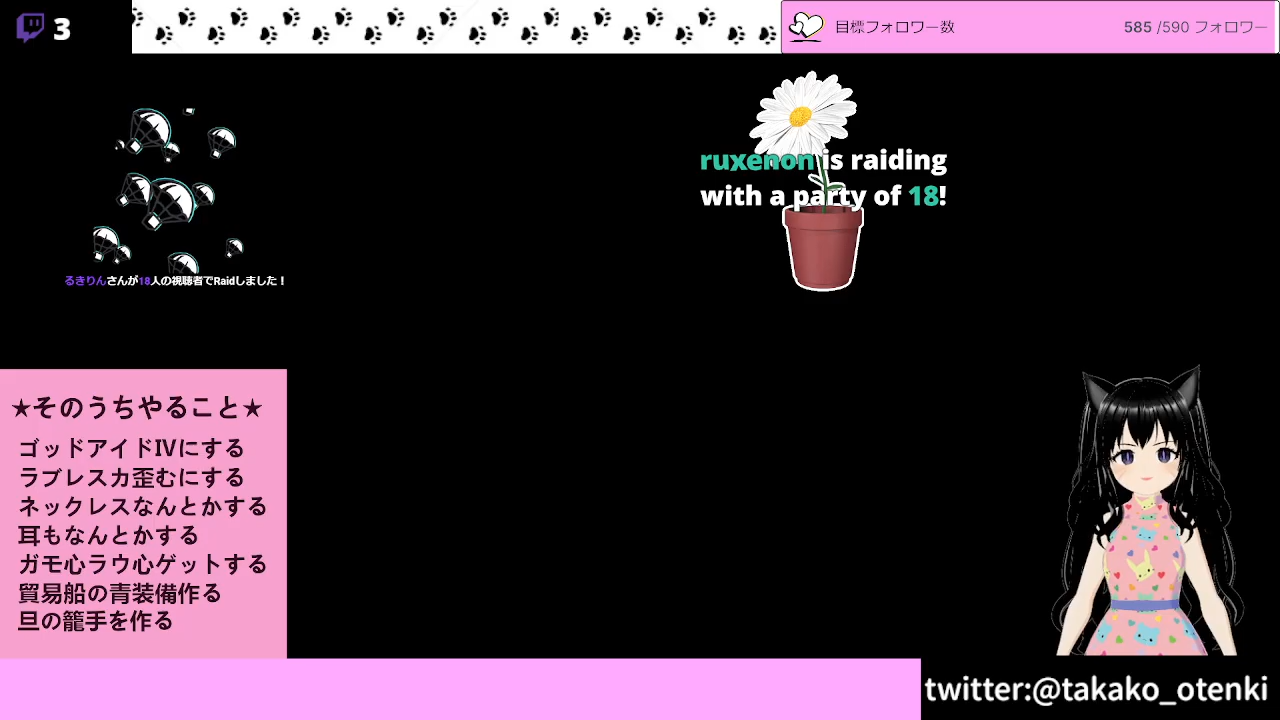 3
目標フォロワー数
585 /590 フォロワー
ruxenon is raiding
with a party of 18!
るきりんさんが18人の視聴者でRaidしました！
★そのうちやること★
ゴッドアイドⅣにする
ラブレスカ歪むにする
ネックレスなんとかする
耳もなんとかする
ガモ心ラウ心ゲットする
貿易船の青装備作る
旦の籠手を作る
twitter:@takako_otenki